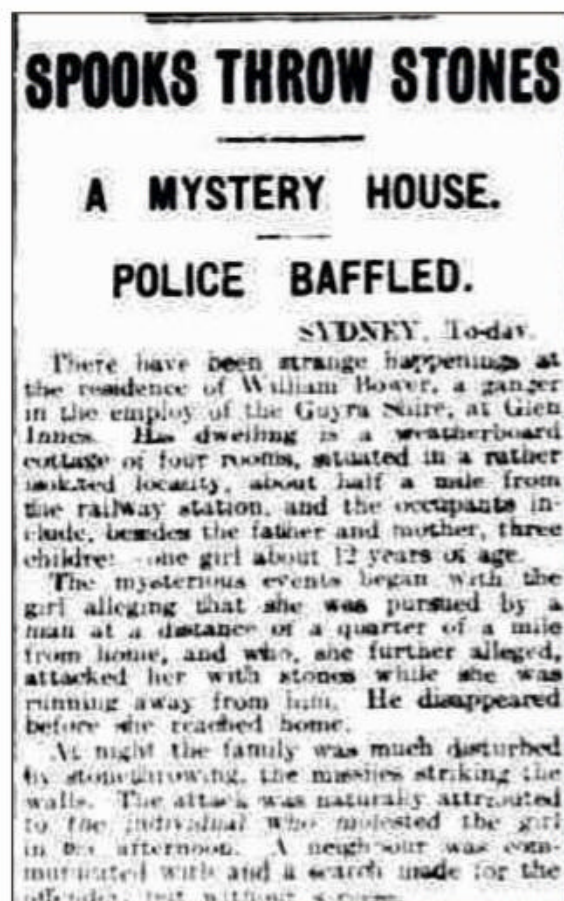 SPOOKS THROW STONES
A MYSTERY HOUSE.
POLICE BAFFLED.
SYDNEY, To-day.
There have been strange happenings at
the residence of William Bower, a ganger
in the employ of the Guyra Shire, at Glen
Innes. His dwelling is a weatherboard
cottage of four rooms, situated in a rather
isolated locality, about half a mile from
the railway station, and the occupants in-
clude, besides the father and mother, three
children—one girl about 12 years of age.
The mysterious events began with the
girl alleging that she was pursued by a
man at a distance of a quarter of a mile
from home, and who, she further alleged,
attacked her with stones while she was
running away from him. He disappeared
before she reached home.
At night the family was much disturbed
by stonethrowing, the missiles striking the
walls. The attack was naturally attributed
to the individual who molested the girl
in the afternoon. A neighbour was com-
municated with and a search made for the
but without